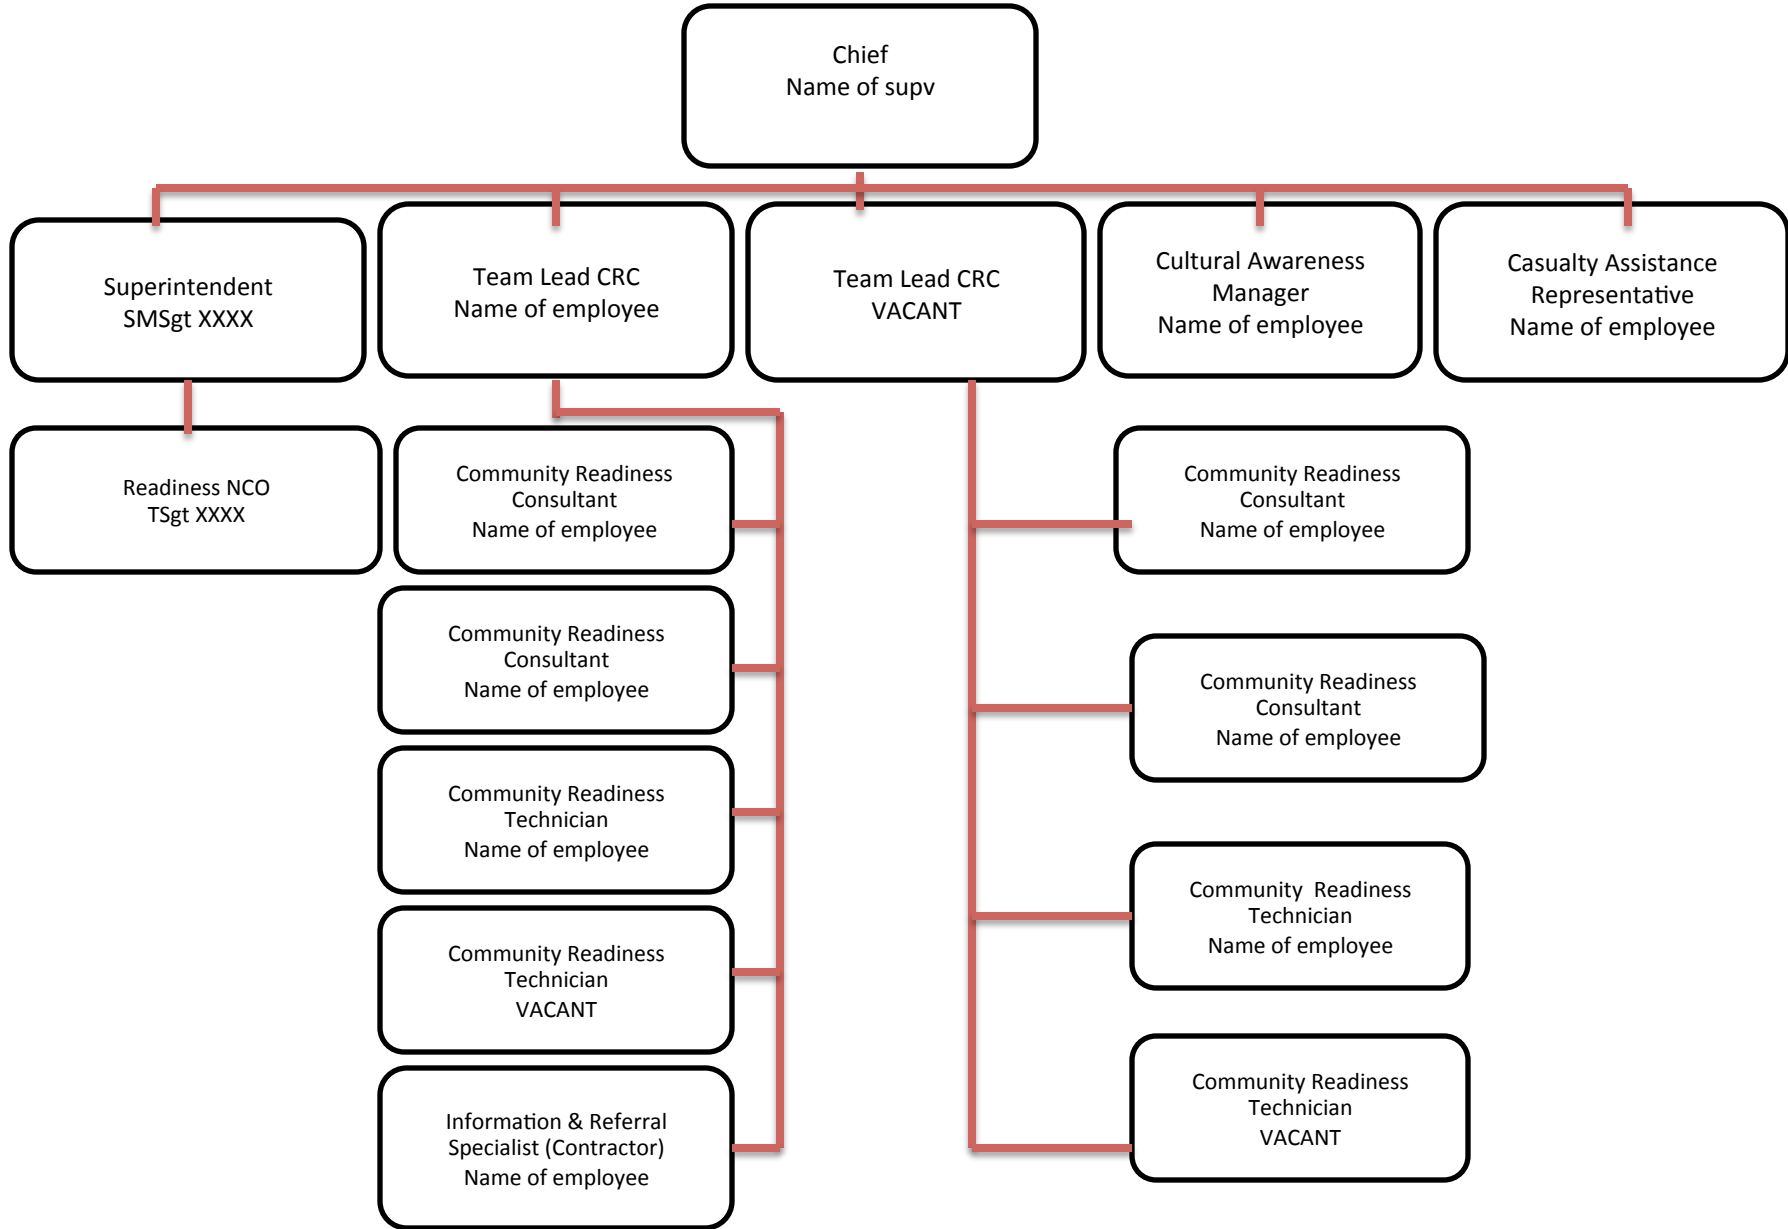 Chief
Name of supv
Superintendent
SMSgt XXXX
Team Lead CRC
Name of employee
Team Lead CRC
VACANT
Cultural Awareness
Manager
Name of employee
Casualty Assistance
Representative
Name of employee
Readiness NCO
TSgt XXXX
Community Readiness
Consultant
Name of employee
Community Readiness
Consultant
Name of employee
Community Readiness
Technician
Name of employee
Community Readiness
Technician
VACANT
Information & Referral
Specialist (Contractor)
Name of employee
Community Readiness
Consultant
Name of employee
Community Readiness
Consultant
Name of employee
Community  Readiness
Technician
Name of employee
Community Readiness
Technician
VACANT